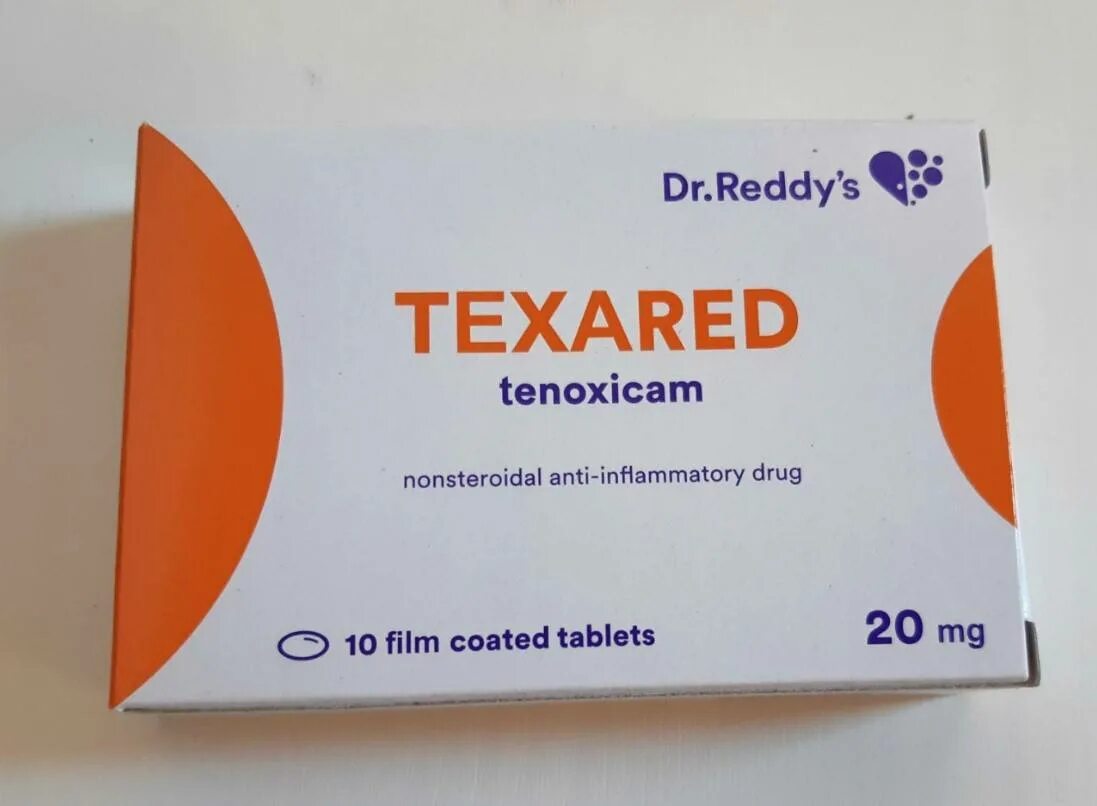 Dr.Reddy's
TEXARED
tenoxicam
nonsteroidal anti-inflammatory drug
10 film coated tablets
20 mg